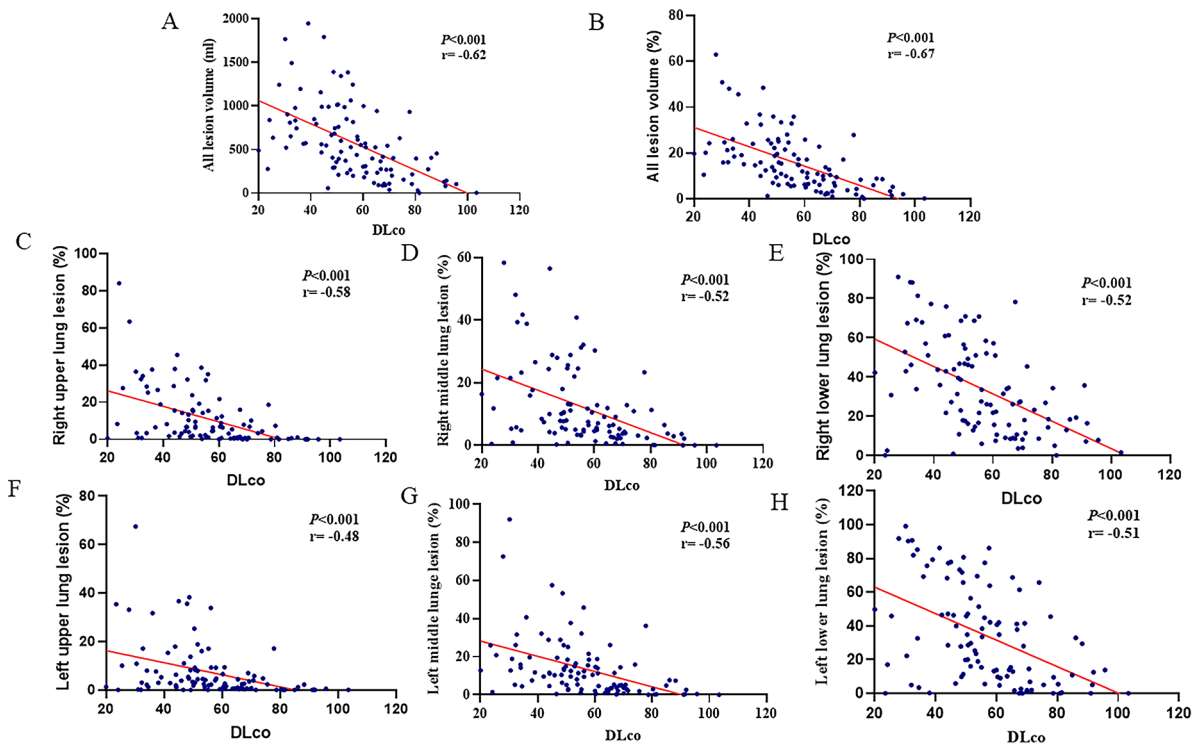 A
All lesion volume (ml)
2000
1500
1000
500
0
P<0.001
r= -0.62
20 40 60 80 100 120
DLco
B
All lesion volume (%)
80
60
40
20
0
P<0.001
r= -0.67
20 40 60 80 100 120
DLco
C
Right upper lung lesion (%)
100
80
60
40
20
0
P<0.001
r= -0.58
20 40 60 80 100 120
DLco
D
Right middle lung lesion (%)
60
40
20
0
P<0.001
r= -0.52
20 40 60 80 100 120
DLco
E
Right lower lung lesion (%)
100
80
60
40
20
0
P<0.001
r= -0.52
20 40 60 80 100 120
DLco
F
Left upper lung lesion (%)
80
60
40
20
0
P<0.001
r= -0.48
20 40 60 80 100 120
DLco
G
Left middle lunge lesion (%)
100
80
60
40
20
0
P<0.001
r= -0.56
20 40 60 80 100 120
DLco
H
Left lower lung lesion (%)
120
100
80
60
40
20
0
P<0.001
r= -0.51
20 40 60 80 100 120
DLco